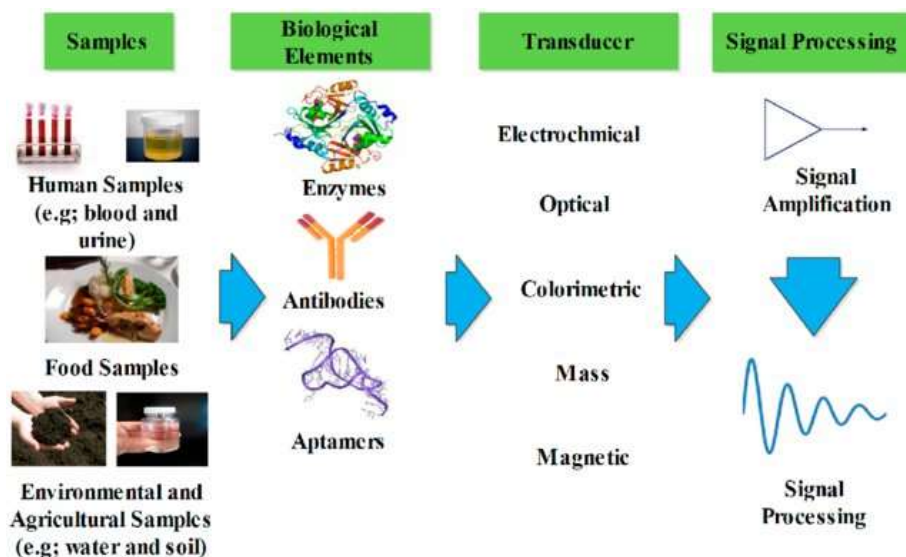 Samples
Biological
Elements
Transducer
Signal Processing
Human Samples
(e.g; blood and
urine)
Food Samples
Environmental and
Agricultural Samples
(e.g; water and soil)
Enzymes
Antibodies
Aptamers
Electrochmical
Optical
Colorimetric
Mass
Magnetic
Signal
Amplification
Signal
Processing